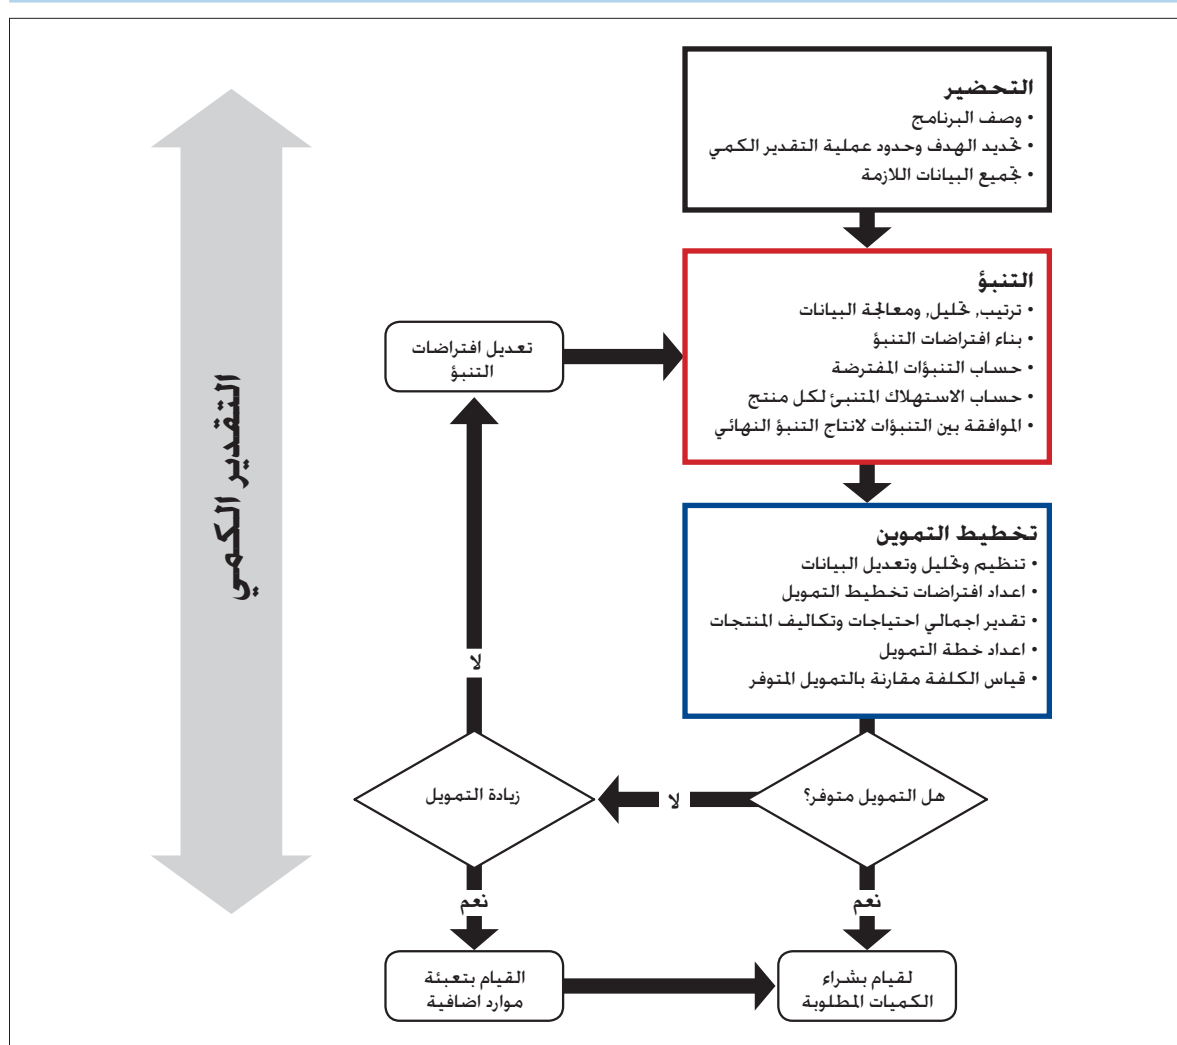 التحضير
• وصف البرنامج
• تحديد الهدف وحدود عملية التقدير الكمي
• تجميع البيانات اللازمة
التنبؤ
• ترتيب, تحليل, ومعالجة البيانات
• بناء افتراضات التنبؤ
• حساب التنبؤات المفترضة
• حساب الاستهلاك المتنبئ لكل منتج
• الموافقة بين التنبؤات لانتاج التنبؤ النهائي
تعديل افتراضات
التنبؤ
التقدير الكمي
تخطيط التموين
• تنظيم وتحليل وتعديل البيانات
• اعداد افتراضات تخطيط التمويل
• تقدير اجمالي احتياجات وتكاليف المنتجات
• اعداد خطة التمويل
• قياس الكلفة مقارنة بالتمويل المتوفر
لا
هل التمويل متوفر؟
لا
زيادة التمويل
نعم
نعم
لقيام بشراء
الكميات المطلوبة
القيام بتعبئة
موارد اضافية